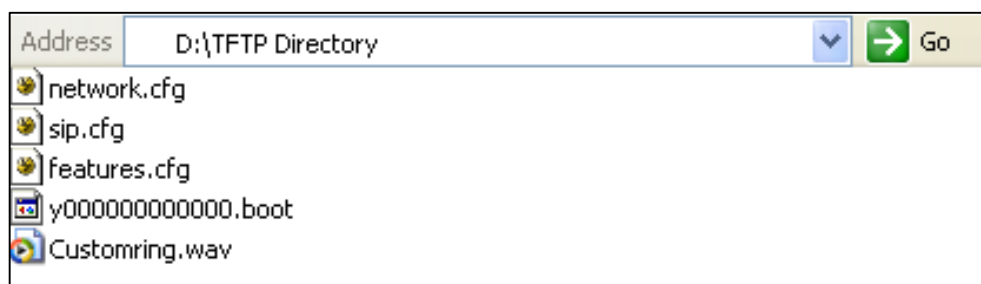 Address D:\TFTP Directory Go
network.cfg
sip.cfg
features.cfg
y000000000000.boot
Customring.wav